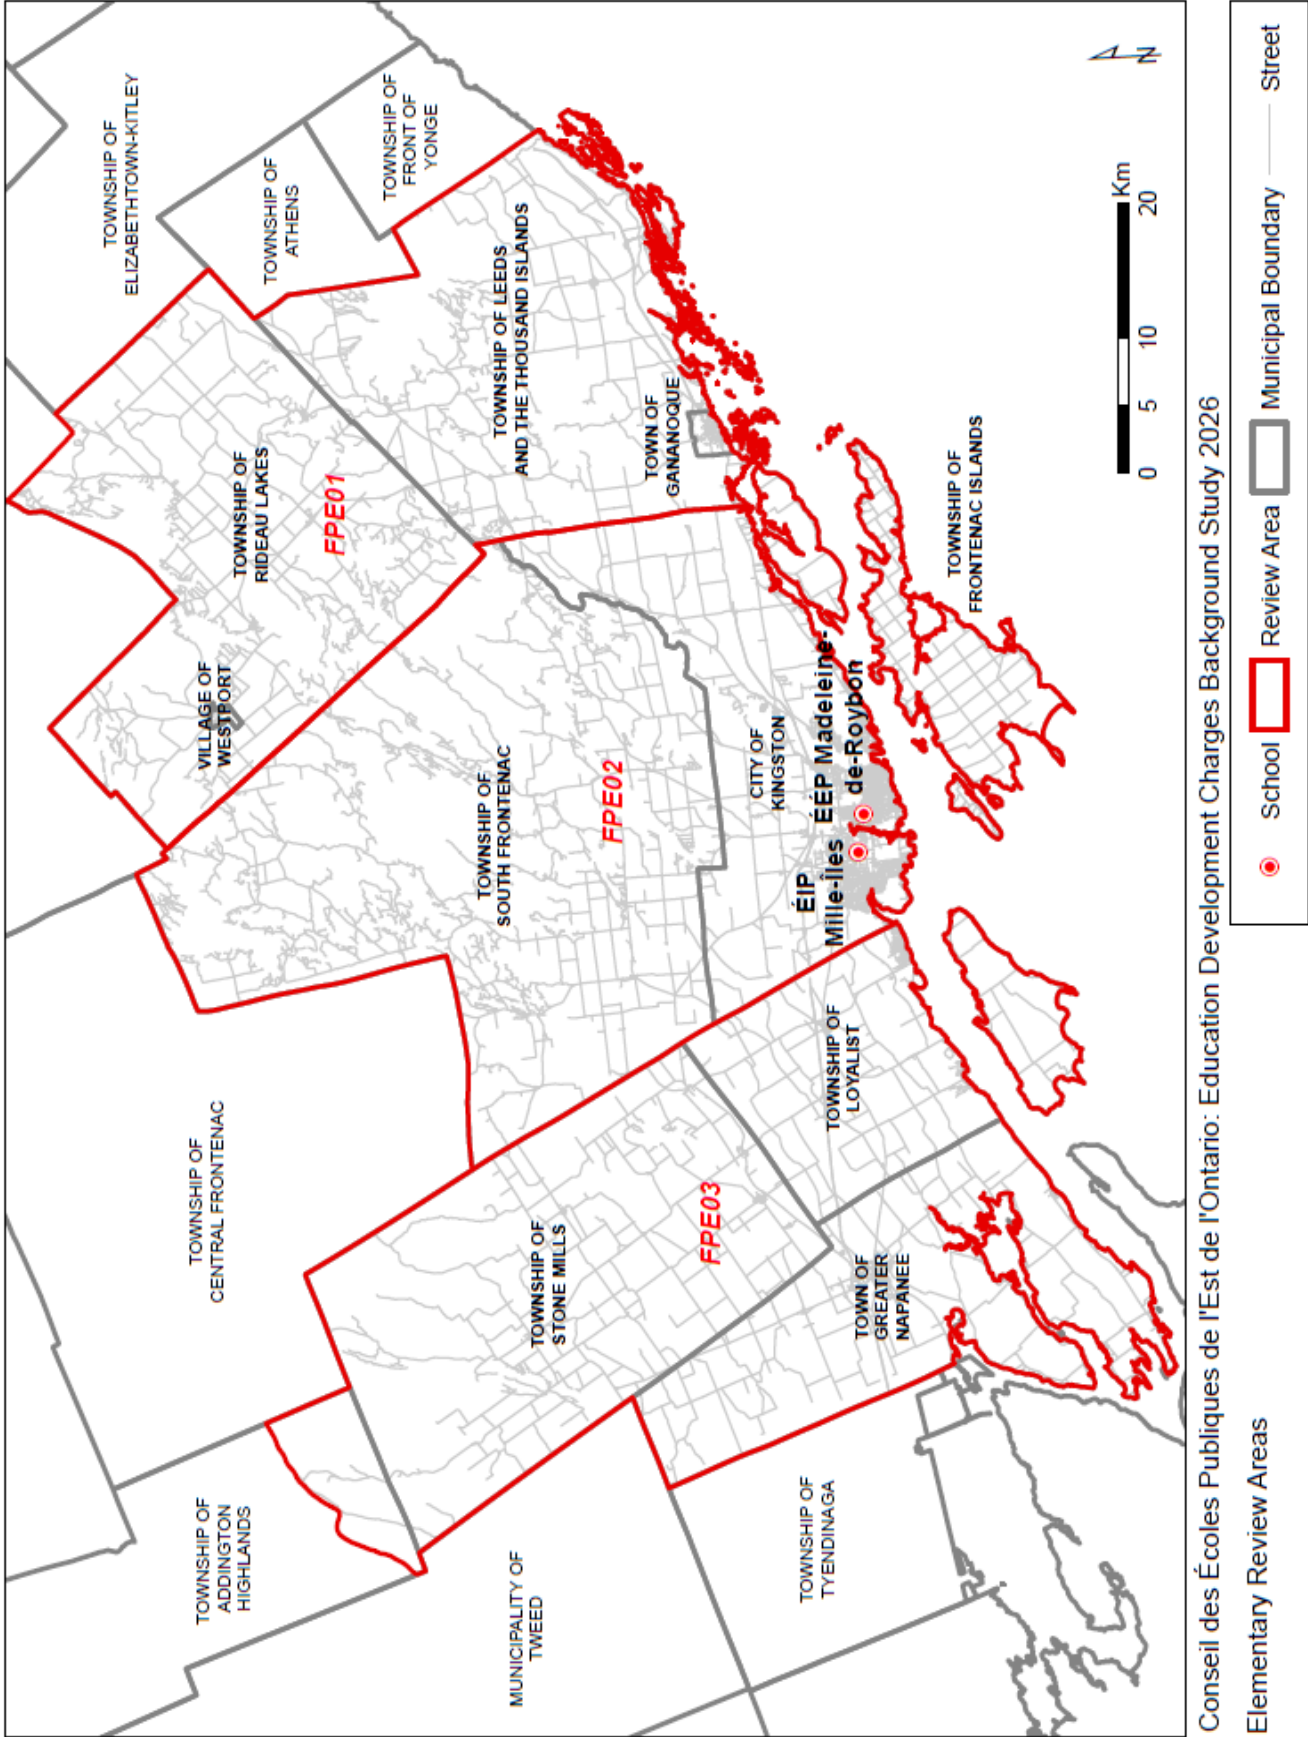 TOWNSHIP OF
ADDINGTON
HIGHLANDS
TOWNSHIP OF
CENTRAL FRONTENAC
VILLAGE OF
WESTPORT
TOWNSHIP OF
RIDEAU LAKES
FPE01
TOWNSHIP OF
ELIZABETHTOWN-KITLEY
TOWNSHIP OF
ATHENS
TOWNSHIP OF
FRONT OF
YONGE
MUNICIPALITY OF
TWEED
TOWNSHIP OF
STONE MILLS
TOWNSHIP OF
SOUTH FRONTENAC
FPE02
TOWNSHIP OF LEEDS
AND THE THOUSAND ISLANDS
TOWN OF
GANANOQUE
FPE03
CITY OF
KINGSTON
TOWNSHIP OF
TYENDINAGA
TOWN OF
GREATER
NAPANEE
TOWNSHIP OF
LOYALIST
ÉIP
Mille-Îles
ÉÉP Madeleine-
de-Roybon
TOWNSHIP OF
FRONTENAC ISLANDS
N
0 5 10 20
Km
Conseil des Écoles Publiques de l'Est de l'Ontario: Education Development Charges Background Study 2026
Elementary Review Areas
School
Review Area
Municipal Boundary
Street